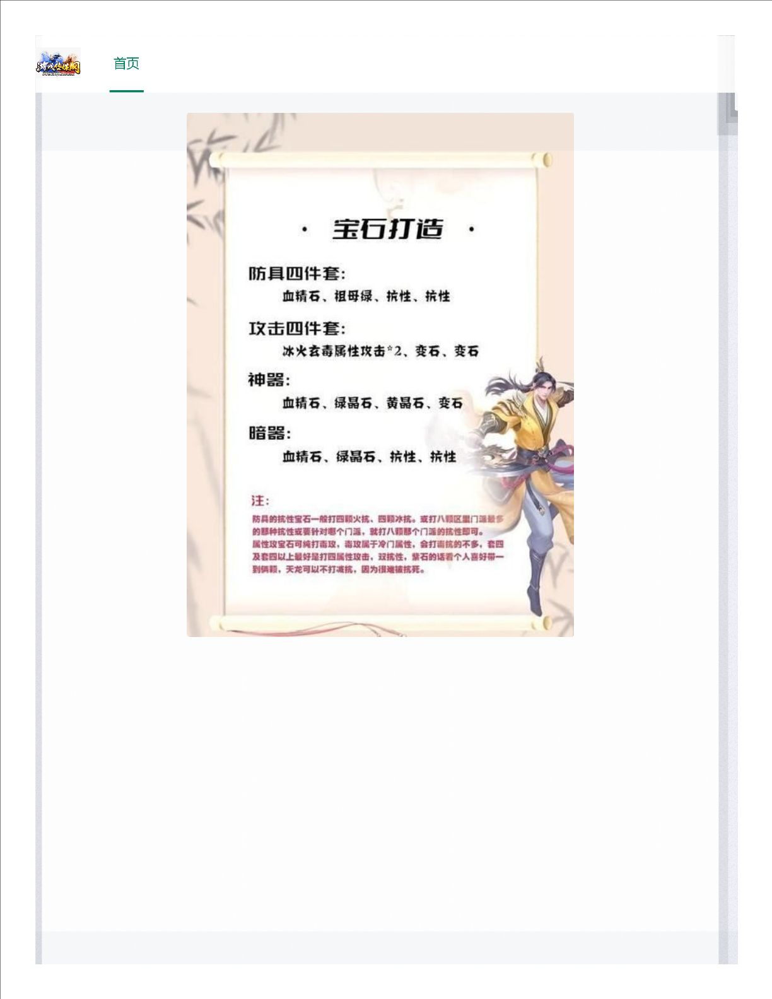 首页
· 宝石打造 ·
防具四件套:
血精石、祖母绿、抗性、抗性
攻击四件套:
冰火玄毒属性攻击*2、变石、变石
神器:
血精石、绿晶石、黄晶石、变石
暗器:
血精石、绿晶石、抗性、抗性
注:
防具的抗性宝石一般打四颗火抗、四颗冰抗。或打八颗区里门派最多
的那种抗性或要针对哪个门派，就打八颗那个门派的抗性即可。
属性攻宝石可纯打毒攻，毒攻属于冷门属性，会打毒抗的不多，套四
及套四以上最好是打四属性攻击，双抗性，紫石的话看个人喜好带一
到俩颗，天龙可以不打减抗，因为很难被抗死。